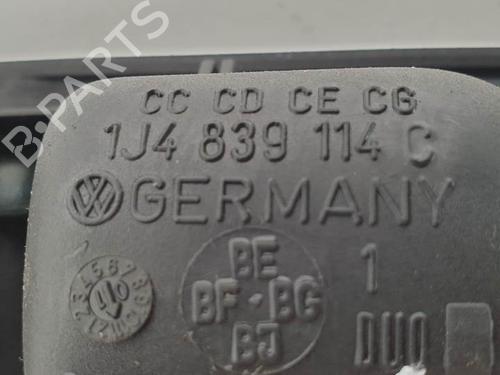 CC CD CE CG
1J4 839 114 C
GERMANY
BE
BF-BG
BJ
1
DUO
B-PARTS